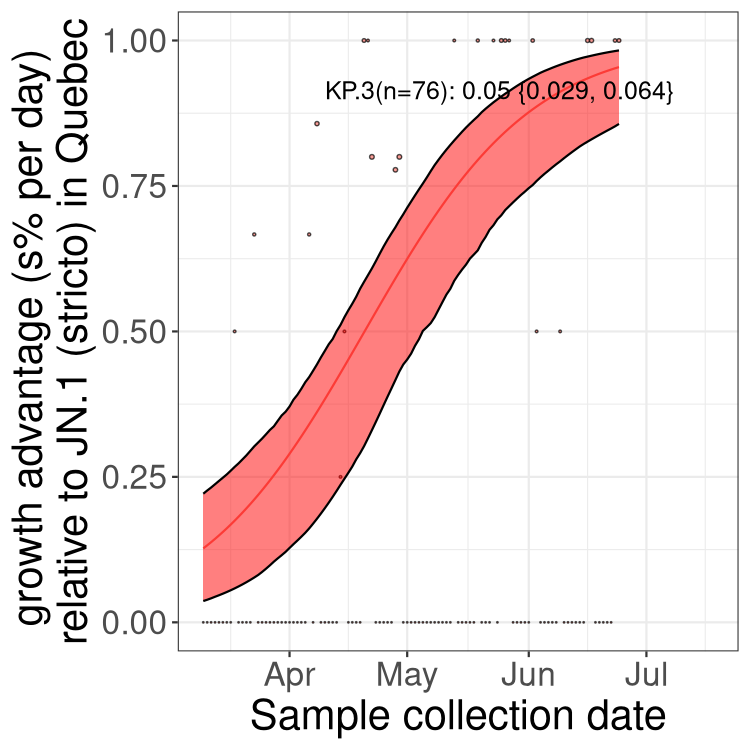 growth advantage (s% per day)
relative to JN.1 (stricto) in Quebec
1.00
0.75
0.50
0.25
0.00
KP.3(n=76): 0.05 {0.029, 0.064}
Apr May Jun Jul
Sample collection date